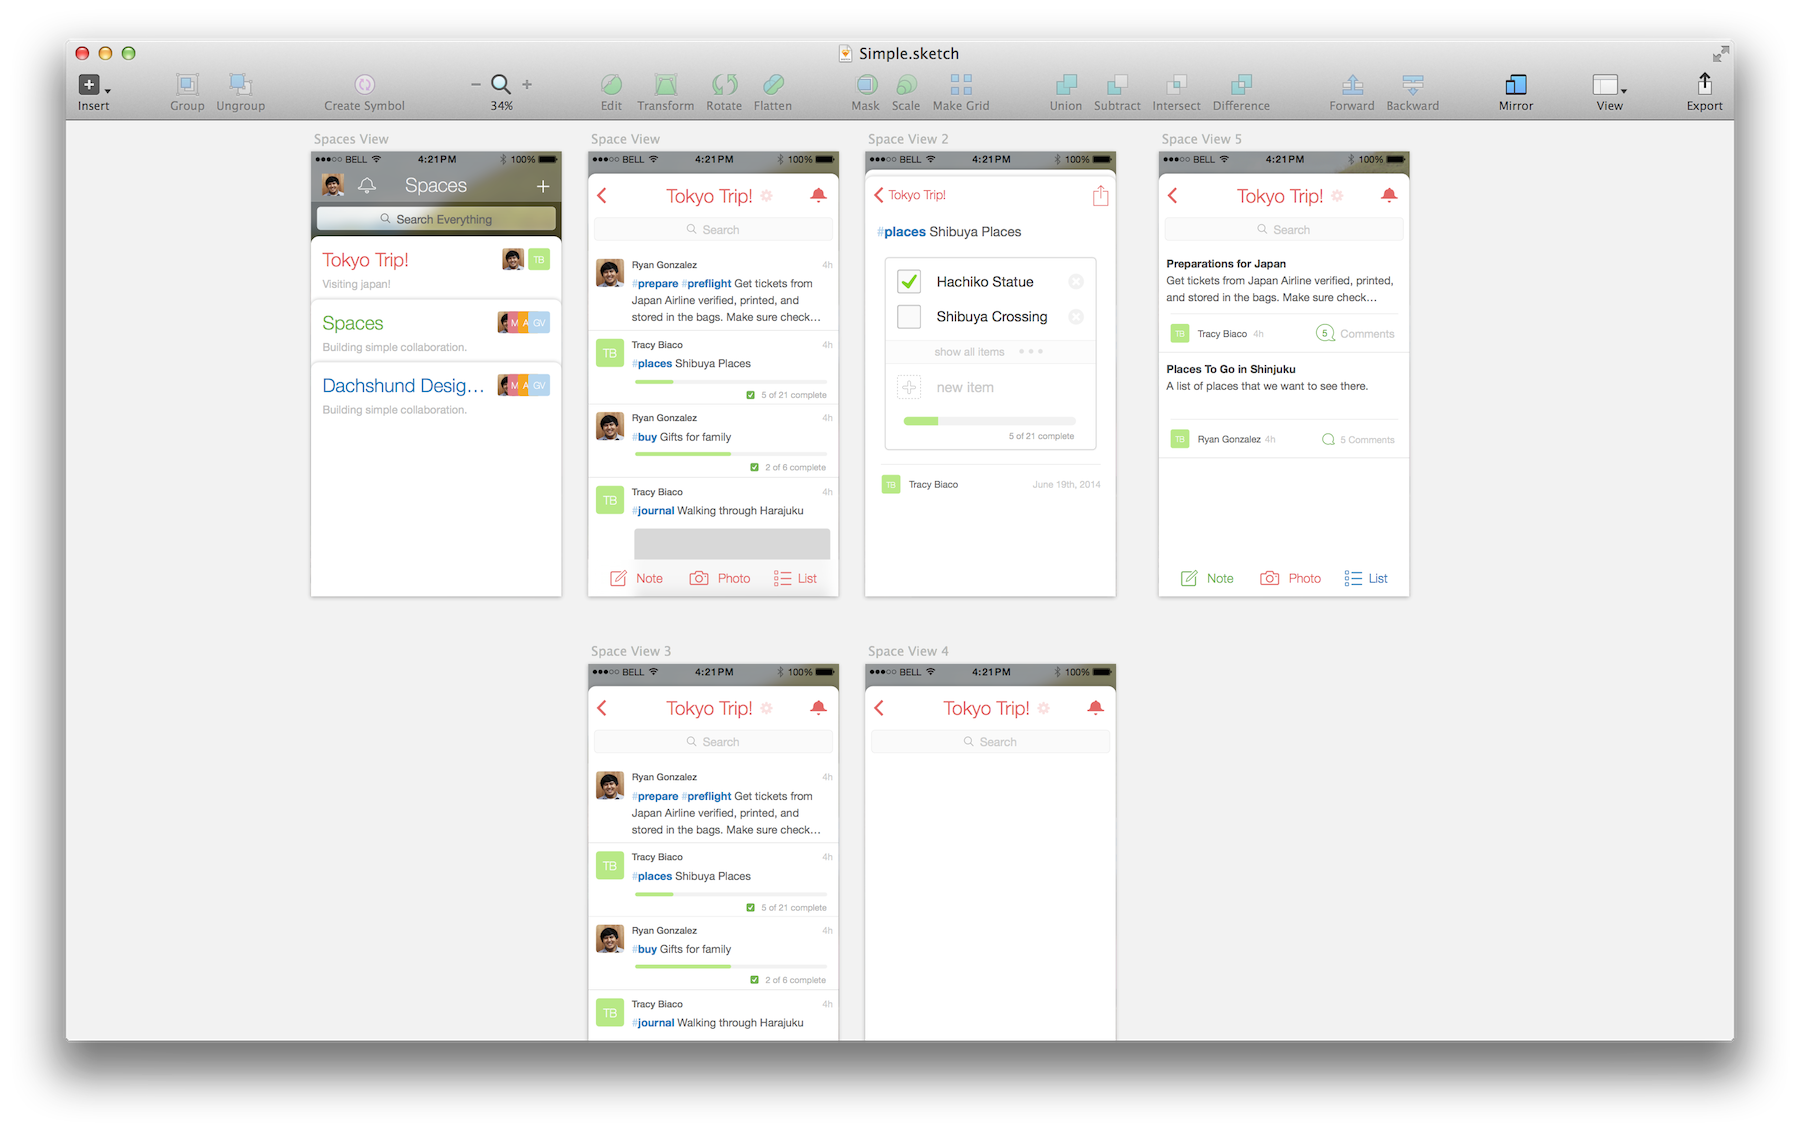 Simple.sketch
Insert
Group
Ungroup
Create Symbol
34%
Edit
Transform
Rotate
Flatten
Mask
Scale
Make Grid
Union
Subtract
Intersect
Difference
Forward
Backward
Mirror
View
Export
Spaces View
BELL 4:21PM 100%
Spaces
Search Everything
Tokyo Trip!
TB
Visiting japan!
Spaces
M A GV
Building simple collaboration.
Dachshund Desig...
M A GV
Building simple collaboration.
Space View
BELL 4:21PM 100%
Tokyo Trip!
Search
Ryan Gonzalez 4h
#prepare #preflight Get tickets from
Japan Airline verified, printed, and
stored in the bags. Make sure check...
TB
Tracy Biaco 4h
#places Shibuya Places
5 of 21 complete
Ryan Gonzalez 4h
#buy Gifts for family
2 of 6 complete
TB
Tracy Biaco 4h
#journal Walking through Harajuku
Note Photo List
Space View 2
BELL 4:21PM 100%
Tokyo Trip!
#places Shibuya Places
Hachiko Statue
Shibuya Crossing
show all items
new item
5 of 21 complete
TB Tracy Biaco June 19th, 2014
Space View 5
BELL 4:21PM 100%
Tokyo Trip!
Search
Preparations for Japan
Get tickets from Japan Airline verified, printed,
and stored in the bags. Make sure check...
TB Tracy Biaco 4h 5 Comments
Places To Go in Shinjuku
A list of places that we want to see there.
TB Ryan Gonzalez 4h 5 Comments
Note Photo List
Space View 3
BELL 4:21PM 100%
Tokyo Trip!
Search
Ryan Gonzalez 4h
#prepare #preflight Get tickets from
Japan Airline verified, printed, and
stored in the bags. Make sure check...
TB
Tracy Biaco 4h
#places Shibuya Places
5 of 21 complete
Ryan Gonzalez 4h
#buy Gifts for family
2 of 6 complete
TB
Tracy Biaco 4h
#journal Walking through Harajuku
Space View 4
BELL 4:21PM 100%
Tokyo Trip!
Search